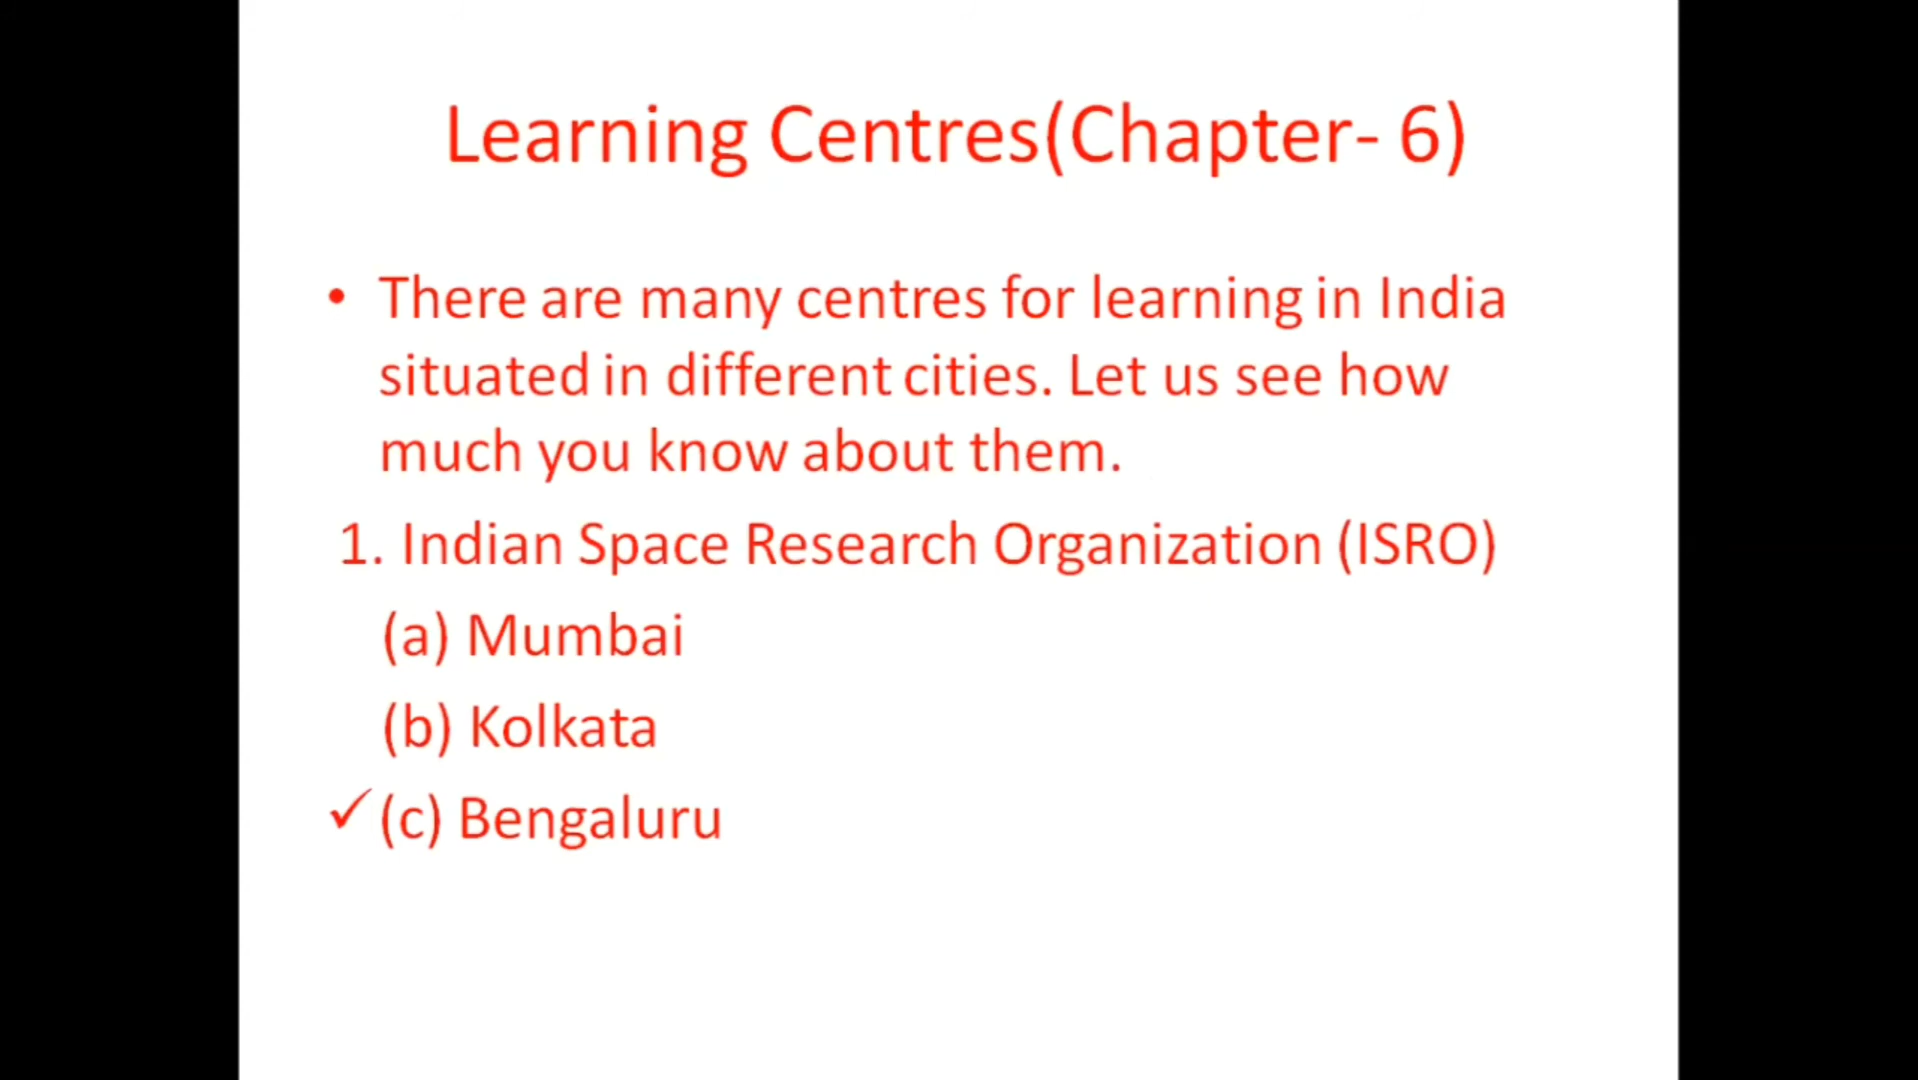 Learning Centres(Chapter- 6)
• There are many centres for learning in India
situated in different cities. Let us see how
much you know about them.
1. Indian Space Research Organization (ISRO)
(a) Mumbai
(b) Kolkata
✓ (c) Bengaluru